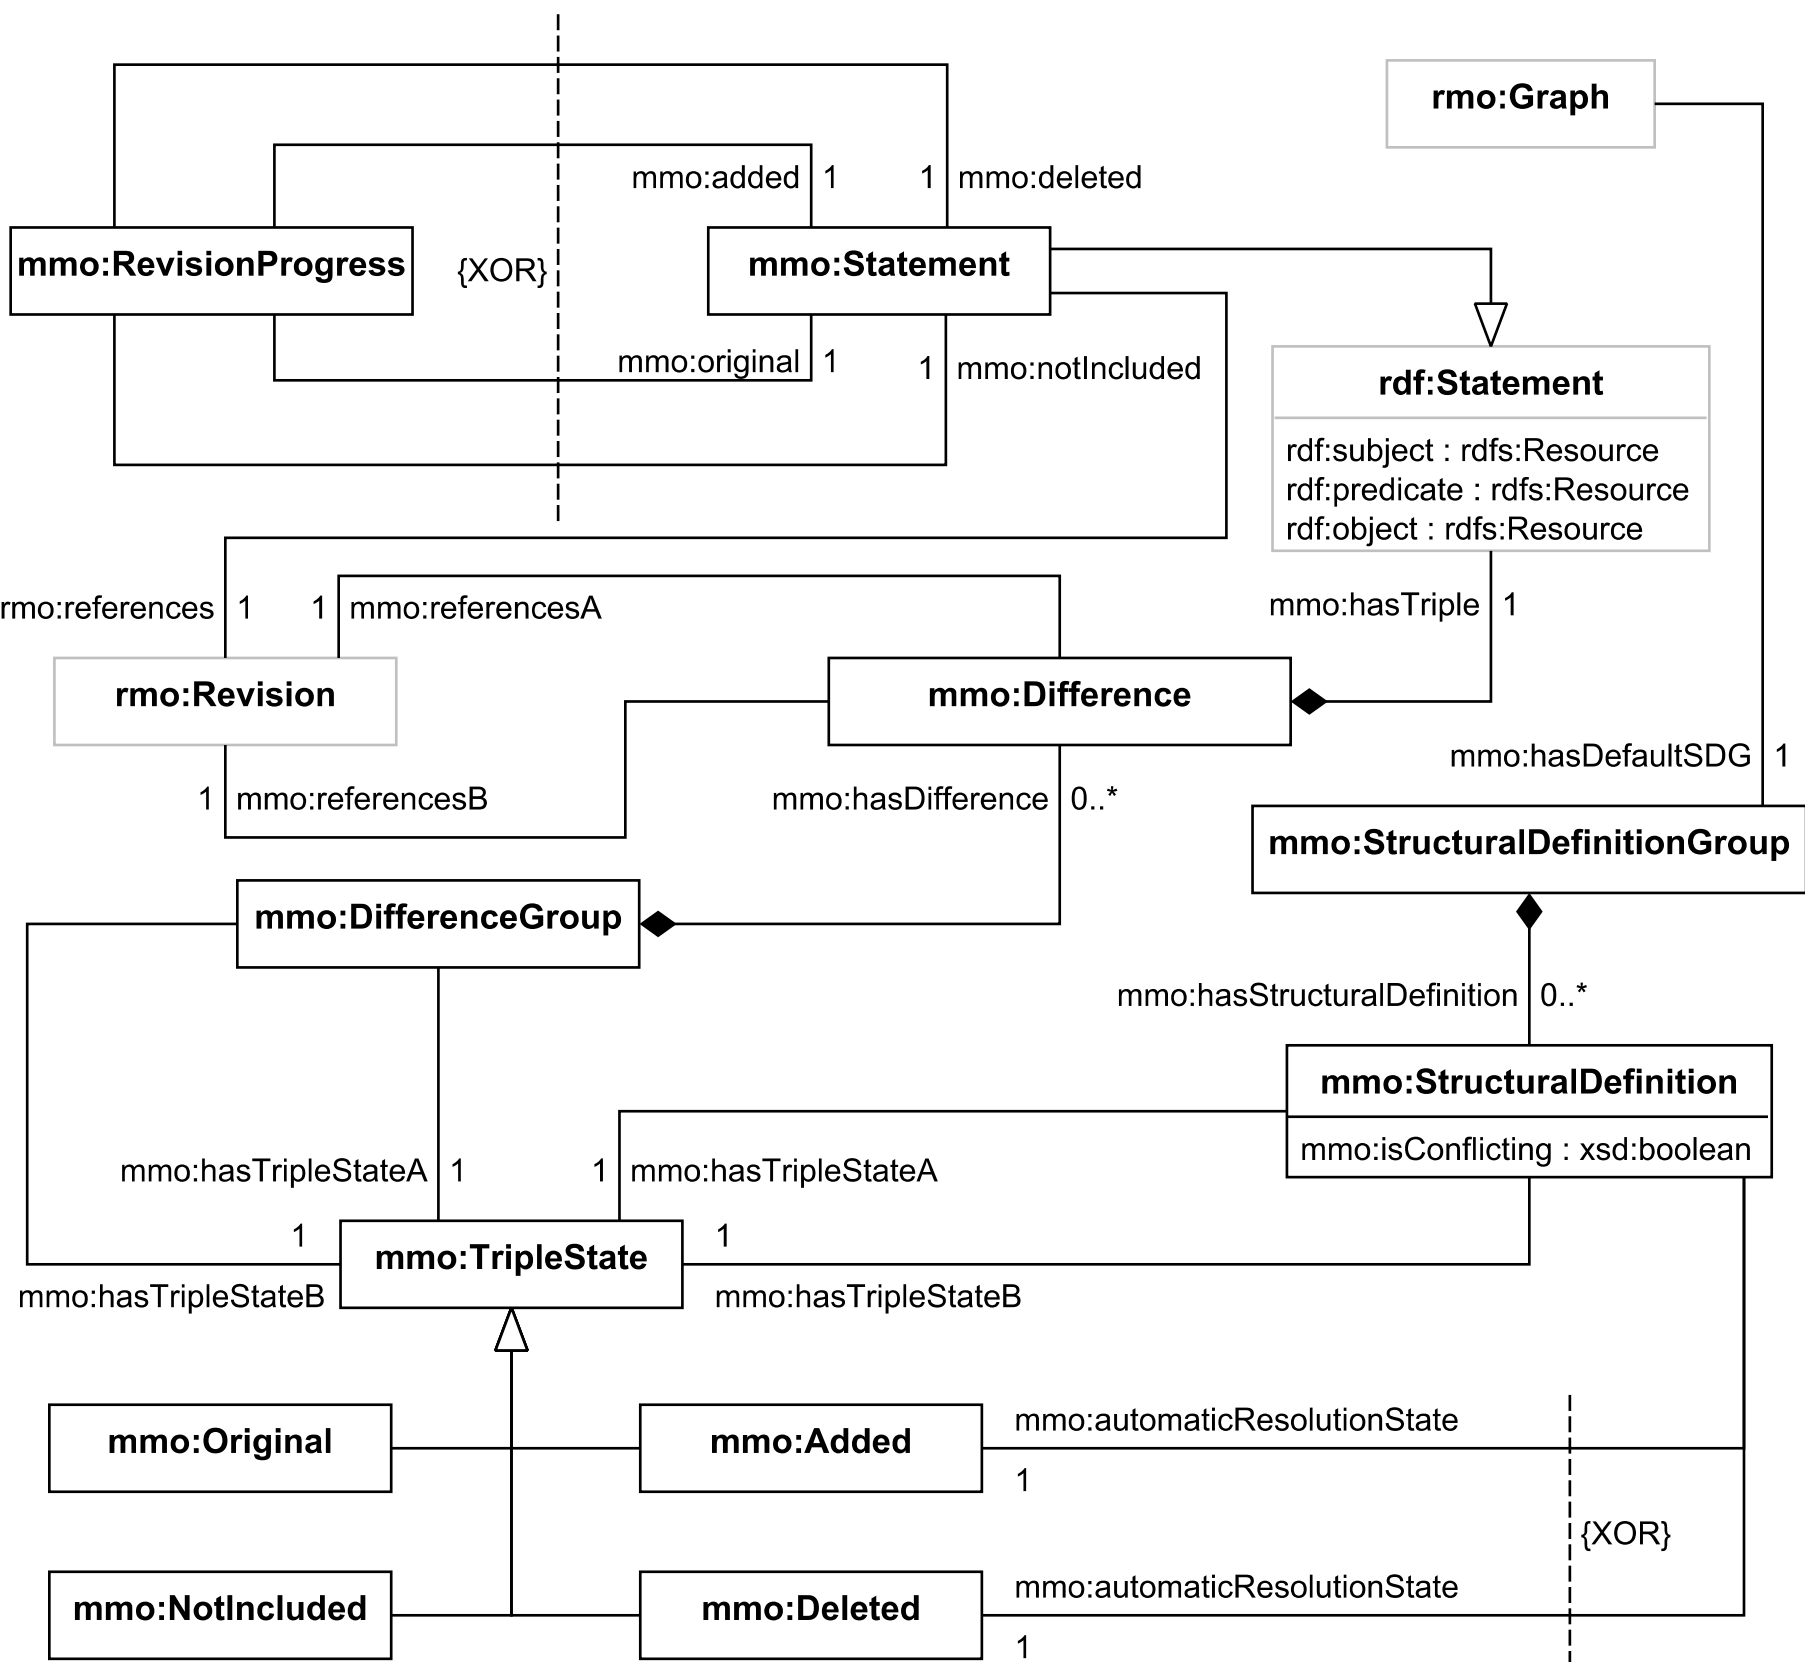 rmo:Graph
mmo:added 1 1 mmo:deleted
mmo:RevisionProgress {XOR} mmo:Statement
mmo:original 1 1 mmo:notIncluded
rdf:Statement
rdf:subject : rdfs:Resource
rdf:predicate : rdfs:Resource
rdf:object : rdfs:Resource
rmo:references 1 1 mmo:referencesA mmo:hasTriple 1
rmo:Revision mmo:Difference
mmo:hasDefaultSDG 1
1 mmo:referencesB mmo:hasDifference 0..*
mmo:StructuralDefinitionGroup
mmo:DifferenceGroup
mmo:hasStructuralDefinition 0..*
mmo:StructuralDefinition
mmo:isConflicting : xsd:boolean
mmo:hasTripleStateA 1 1 mmo:hasTripleStateA
1 1
mmo:TripleState
mmo:hasTripleStateB mmo:hasTripleStateB
mmo:automaticResolutionState
mmo:Original mmo:Added
1
{XOR}
mmo:automaticResolutionState
mmo:NotIncluded mmo:Deleted
1